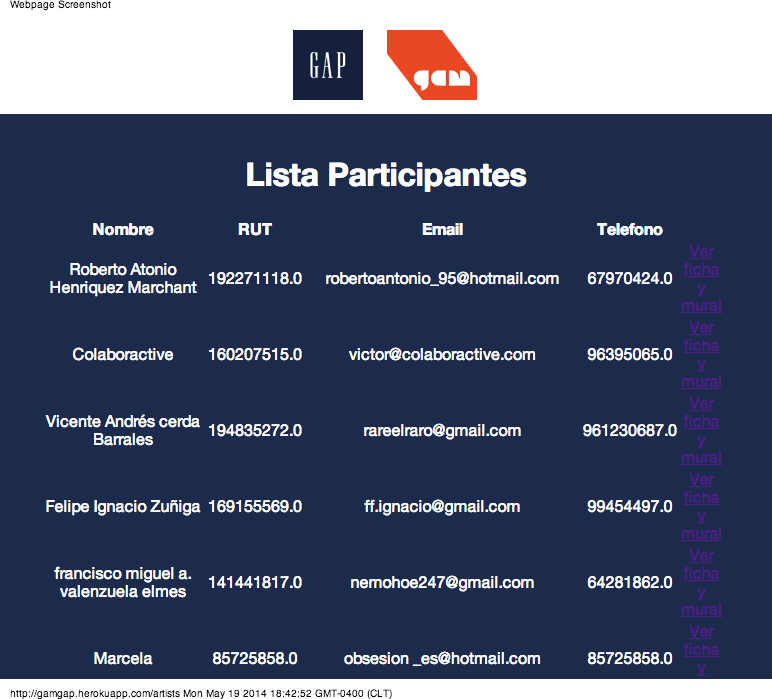 Webpage Screenshot
GAP
gam
Lista Participantes
Nombre RUT Email Telefono
Roberto Atonio
Henriquez Marchant 192271118.0 robertoantonio_95@hotmail.com 67970424.0 Ver
ficha
y
mural
Colaboractive 160207515.0 victor@colaboractive.com 96395065.0 Ver
ficha
y
mural
Vicente Andrés cerda
Barrales 194835272.0 rareelraro@gmail.com 961230687.0 Ver
ficha
y
mural
Felipe Ignacio Zuñiga 169155569.0 ff.ignacio@gmail.com 99454497.0 Ver
ficha
y
mural
francisco miguel a.
valenzuela elmes 141441817.0 nemohoe247@gmail.com 64281862.0 Ver
ficha
y
mural
Marcela 85725858.0 obsesion _es@hotmail.com 85725858.0 Ver
ficha
y
http://gamgap.herokuapp.com/artists Mon May 19 2014 18:42:52 GMT-0400 (CLT)